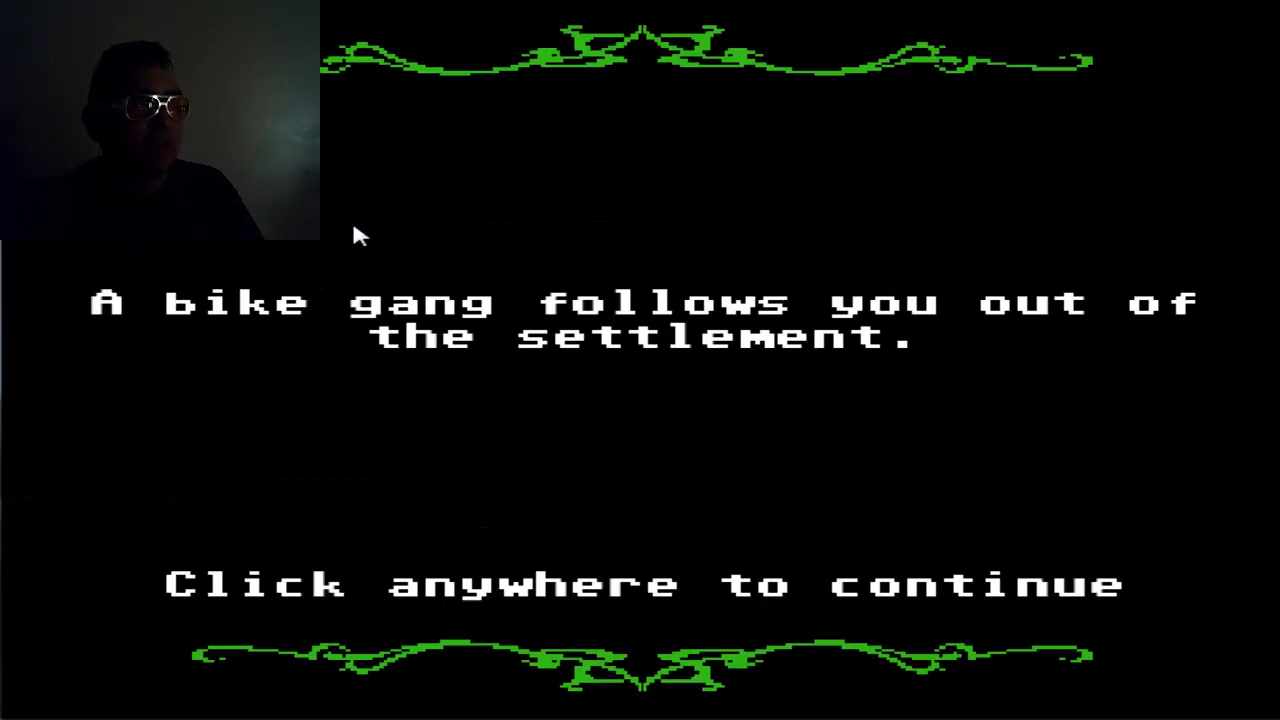 A bike gang follows you out of
the settlement.
Click anywhere to continue